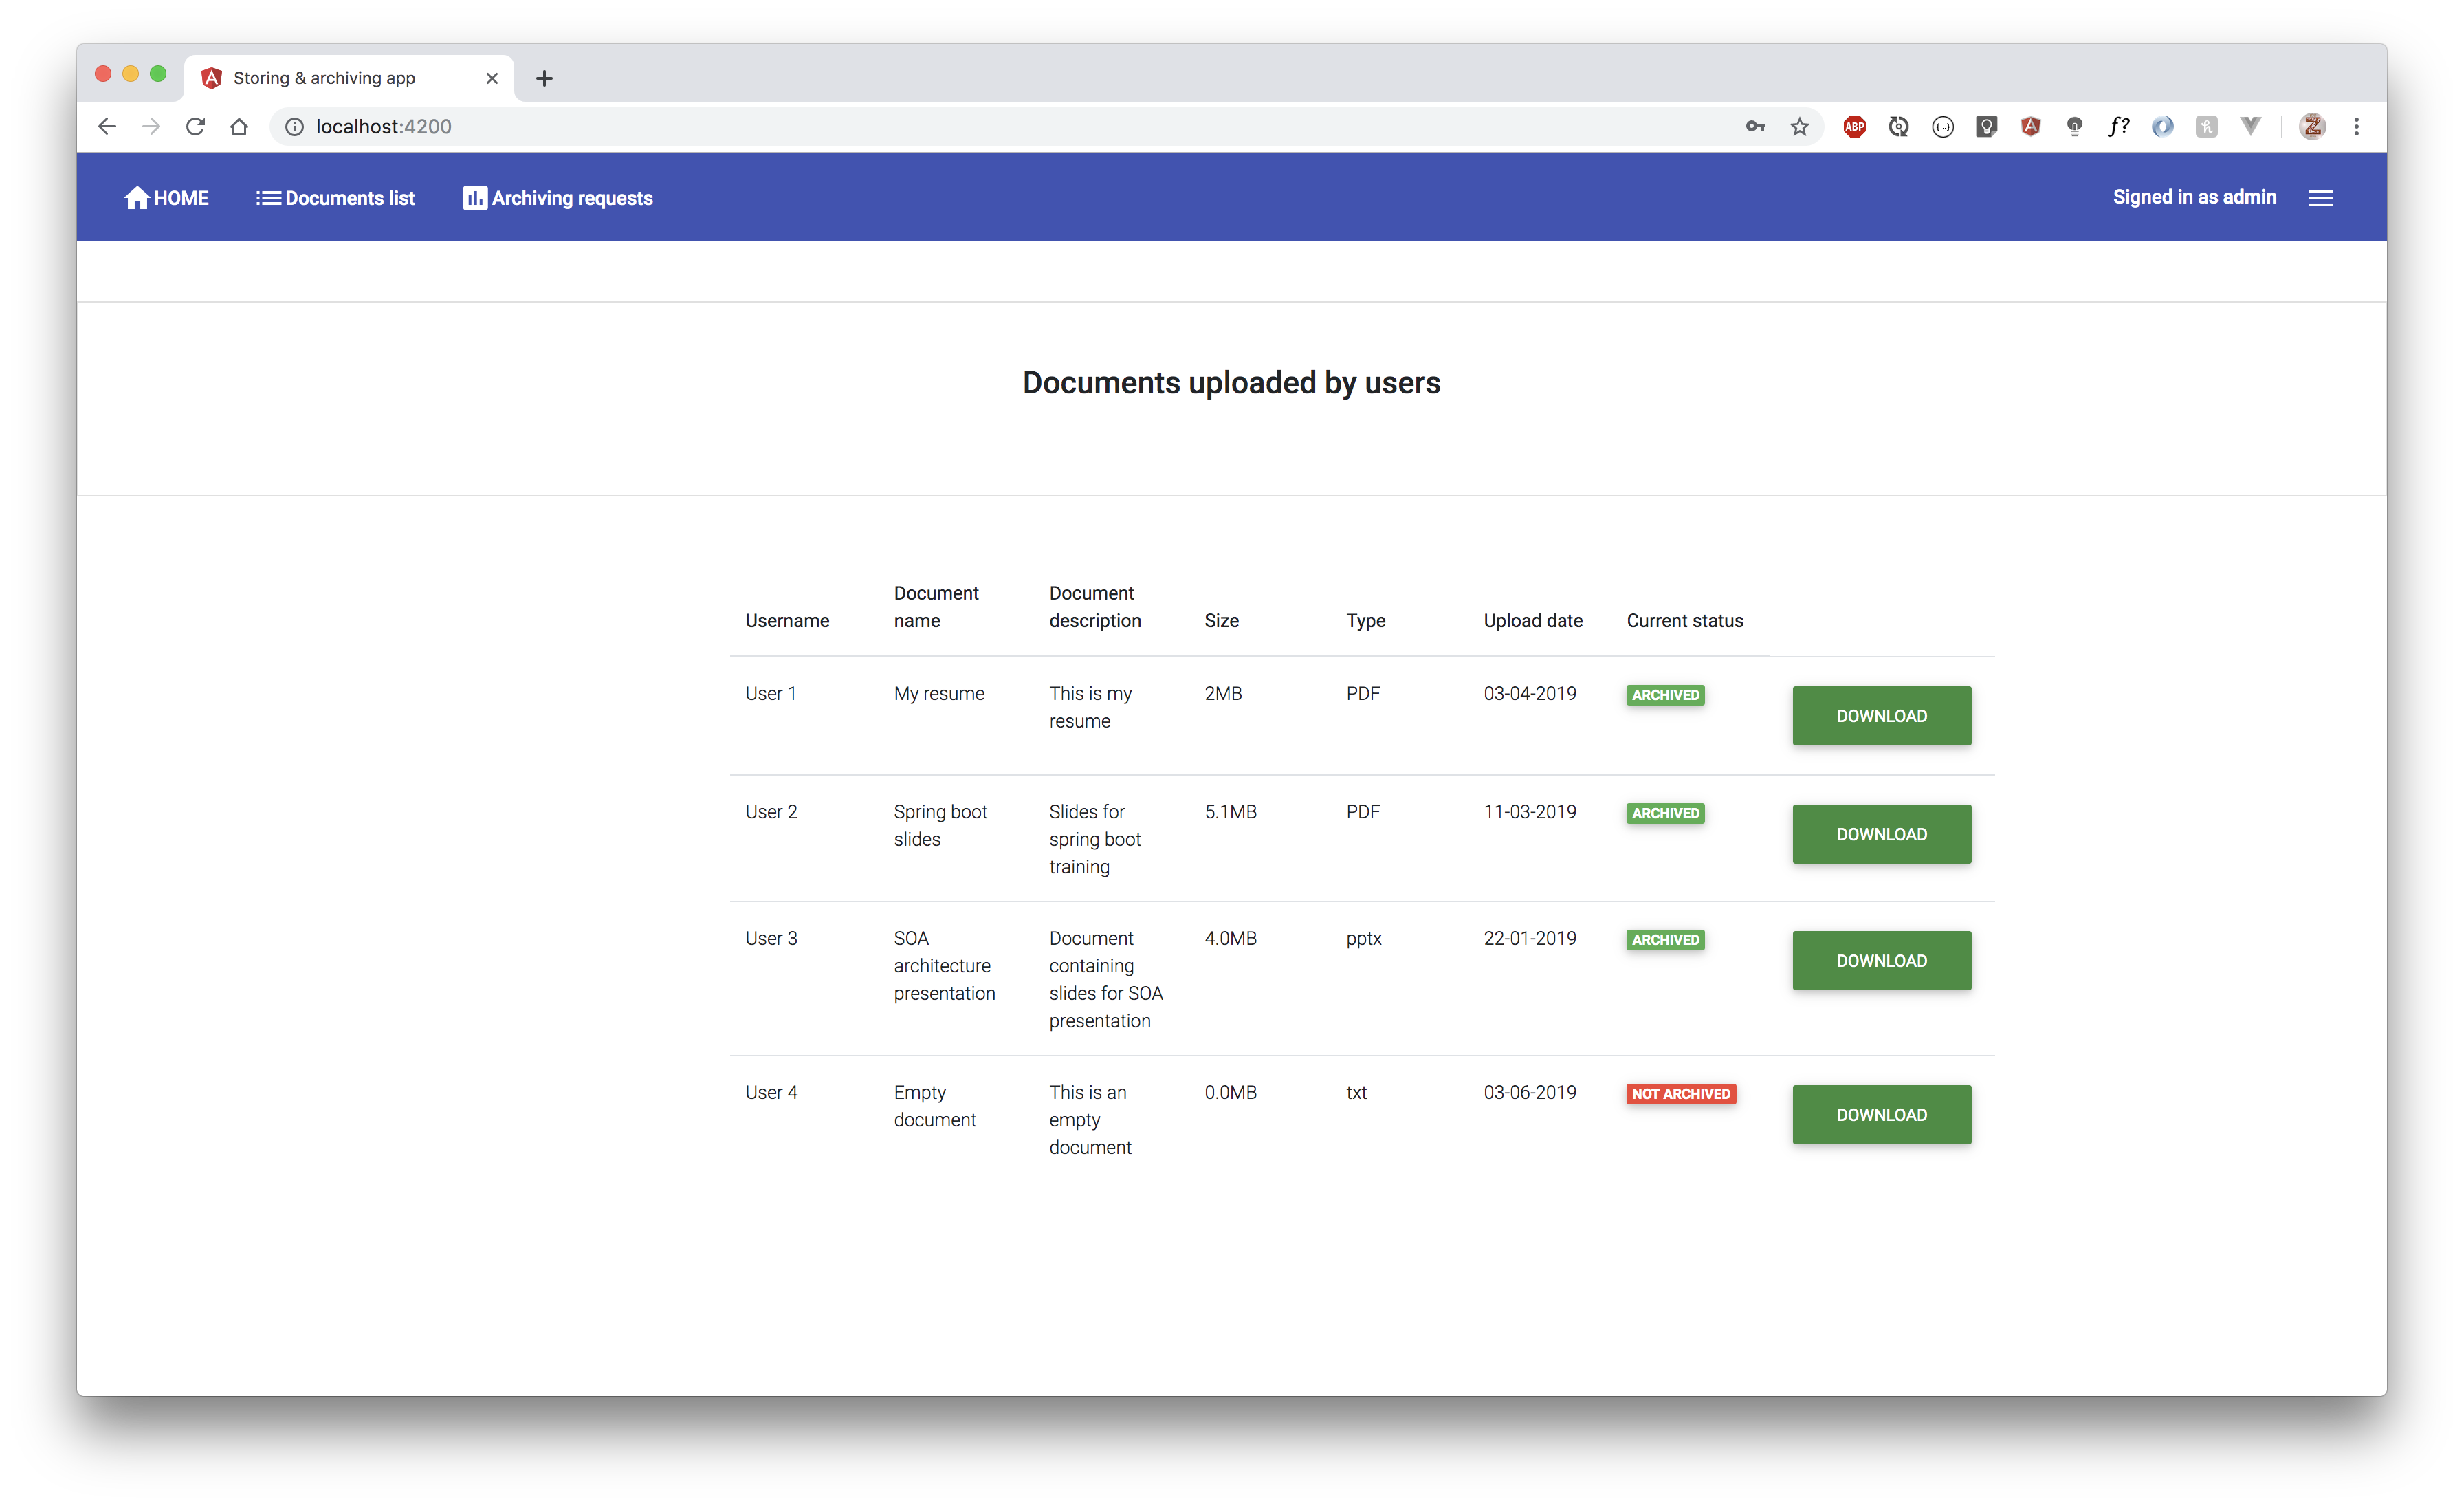 Storing & archiving app
localhost:4200
ABP
f?
HOME
Documents list
Archiving requests
Signed in as admin
Documents uploaded by users
Username
Document
name
Document
description
Size
Type
Upload date
Current status
User 1
My resume
This is my
resume
2MB
PDF
03-04-2019
ARCHIVED
DOWNLOAD
User 2
Spring boot
slides
Slides for
spring boot
training
5.1MB
PDF
11-03-2019
ARCHIVED
DOWNLOAD
User 3
SOA
architecture
presentation
Document
containing
slides for SOA
presentation
4.0MB
pptx
22-01-2019
ARCHIVED
DOWNLOAD
User 4
Empty
document
This is an
empty
document
0.0MB
txt
03-06-2019
NOT ARCHIVED
DOWNLOAD